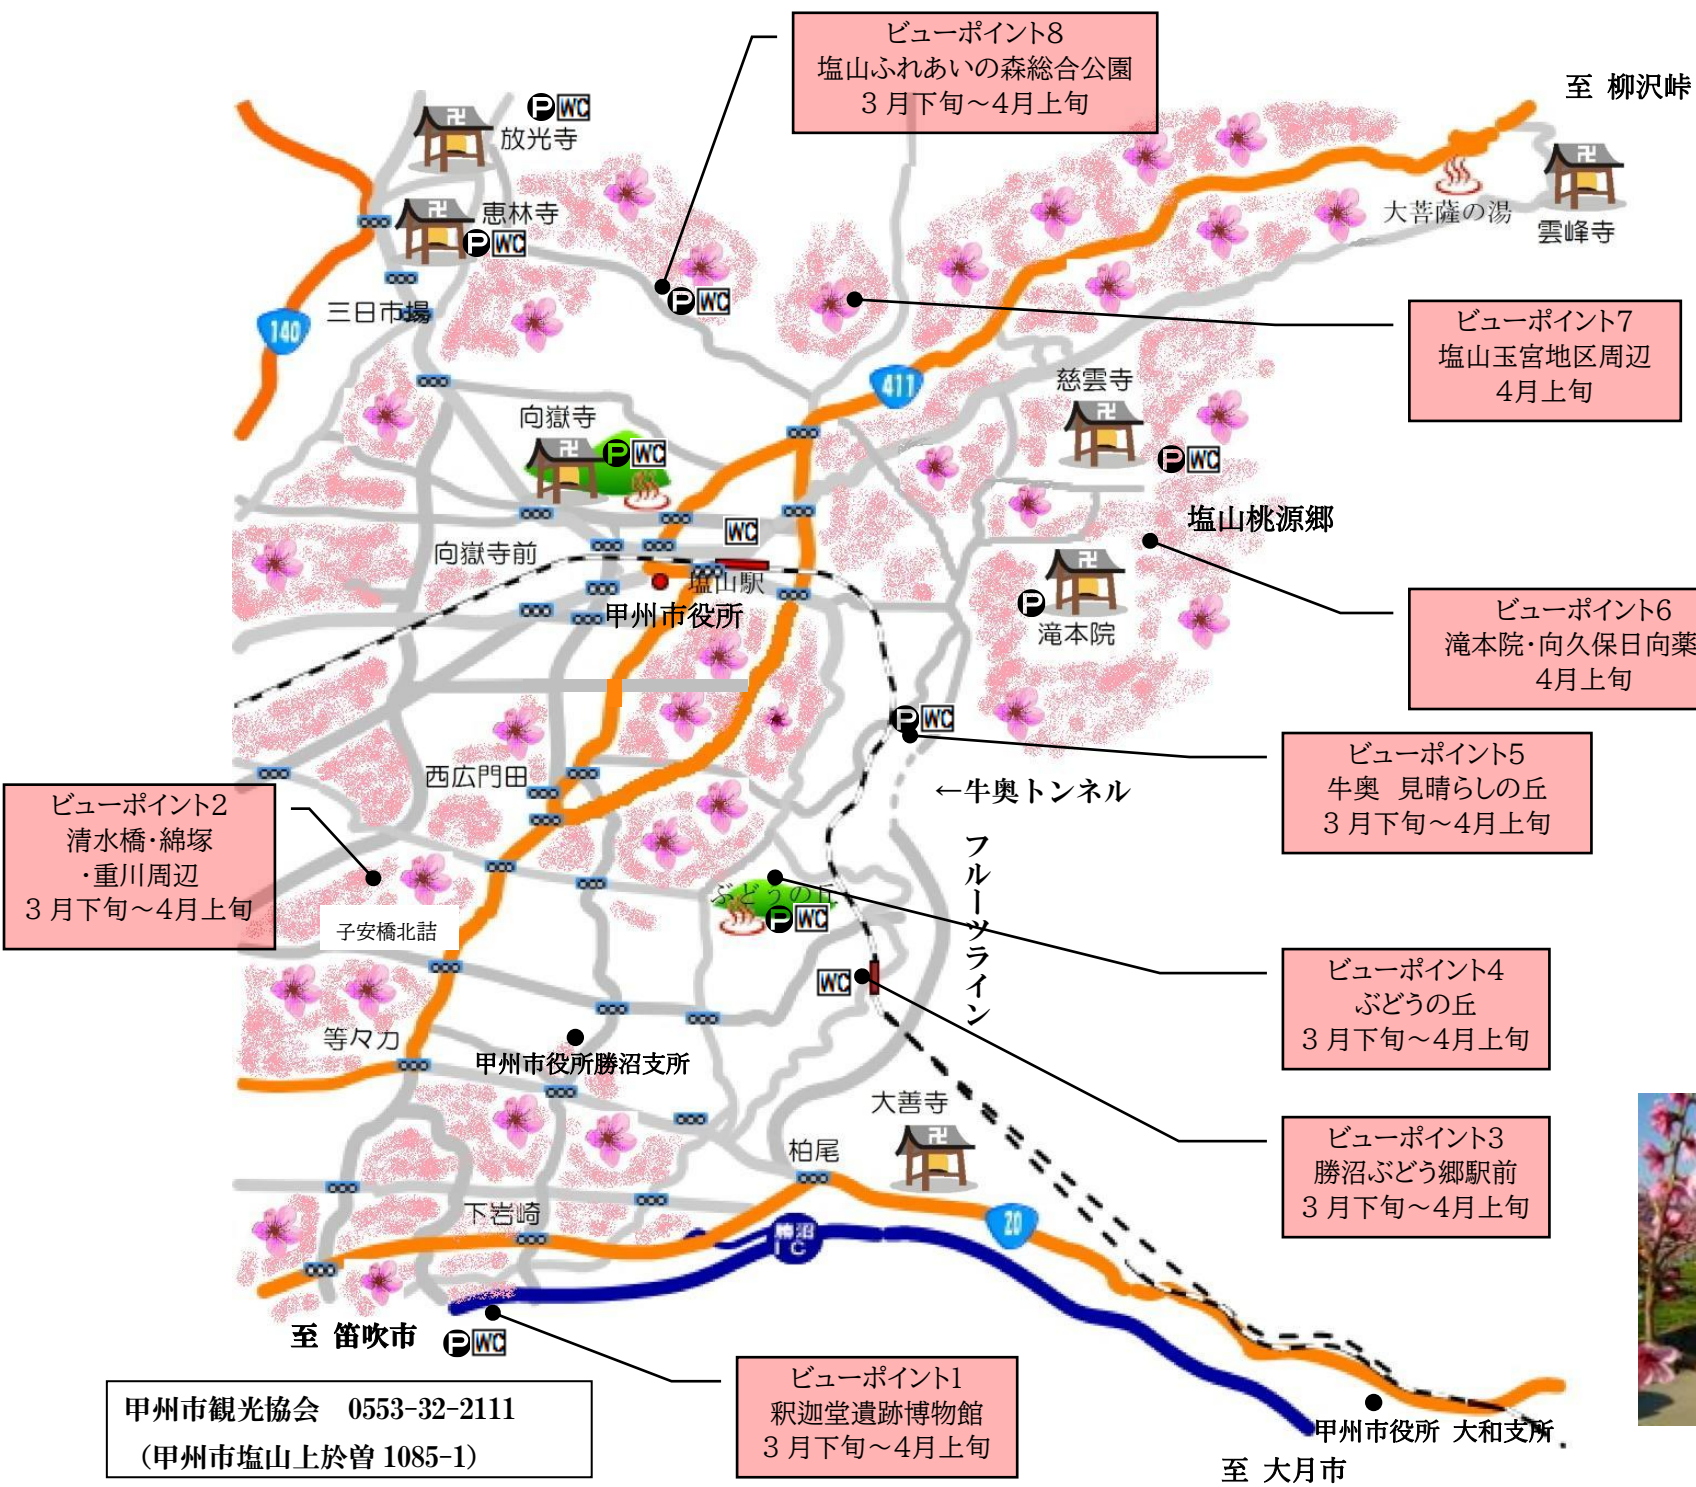 ビューポイント8
塩山ふれあいの森総合公園
3月下旬～4月上旬
至 柳沢峠
P WC
放光寺
恵林寺
P WC
大菩薩の湯
雲峰寺
P WC
三日市場
140
ビューポイント7
塩山玉宮地区周辺
4月上旬
411
慈雲寺
向嶽寺
P WC
P WC
塩山桃源郷
WC
向嶽寺前
塩山駅
甲州市役所
P
滝本院
ビューポイント6
滝本院・向久保日向薬
4月上旬
P WC
西広門田
←牛奥トンネル
ビューポイント5
牛奥 見晴らしの丘
3月下旬～4月上旬
ビューポイント2
清水橋・綿塚
・重川周辺
3月下旬～4月上旬
フルーツライン
ぶどうの丘
P WC
子安橋北詰
WC
ビューポイント4
ぶどうの丘
3月下旬～4月上旬
等々力
甲州市役所勝沼支所
大善寺
柏尾
ビューポイント3
勝沼ぶどう郷駅前
3月下旬～4月上旬
下岩崎
20
勝沼
IC
至 笛吹市
P WC
ビューポイント1
釈迦堂遺跡博物館
3月下旬～4月上旬
甲州市観光協会 0553-32-2111
（甲州市塩山上於曽1085-1）
甲州市役所 大和支所
至 大月市